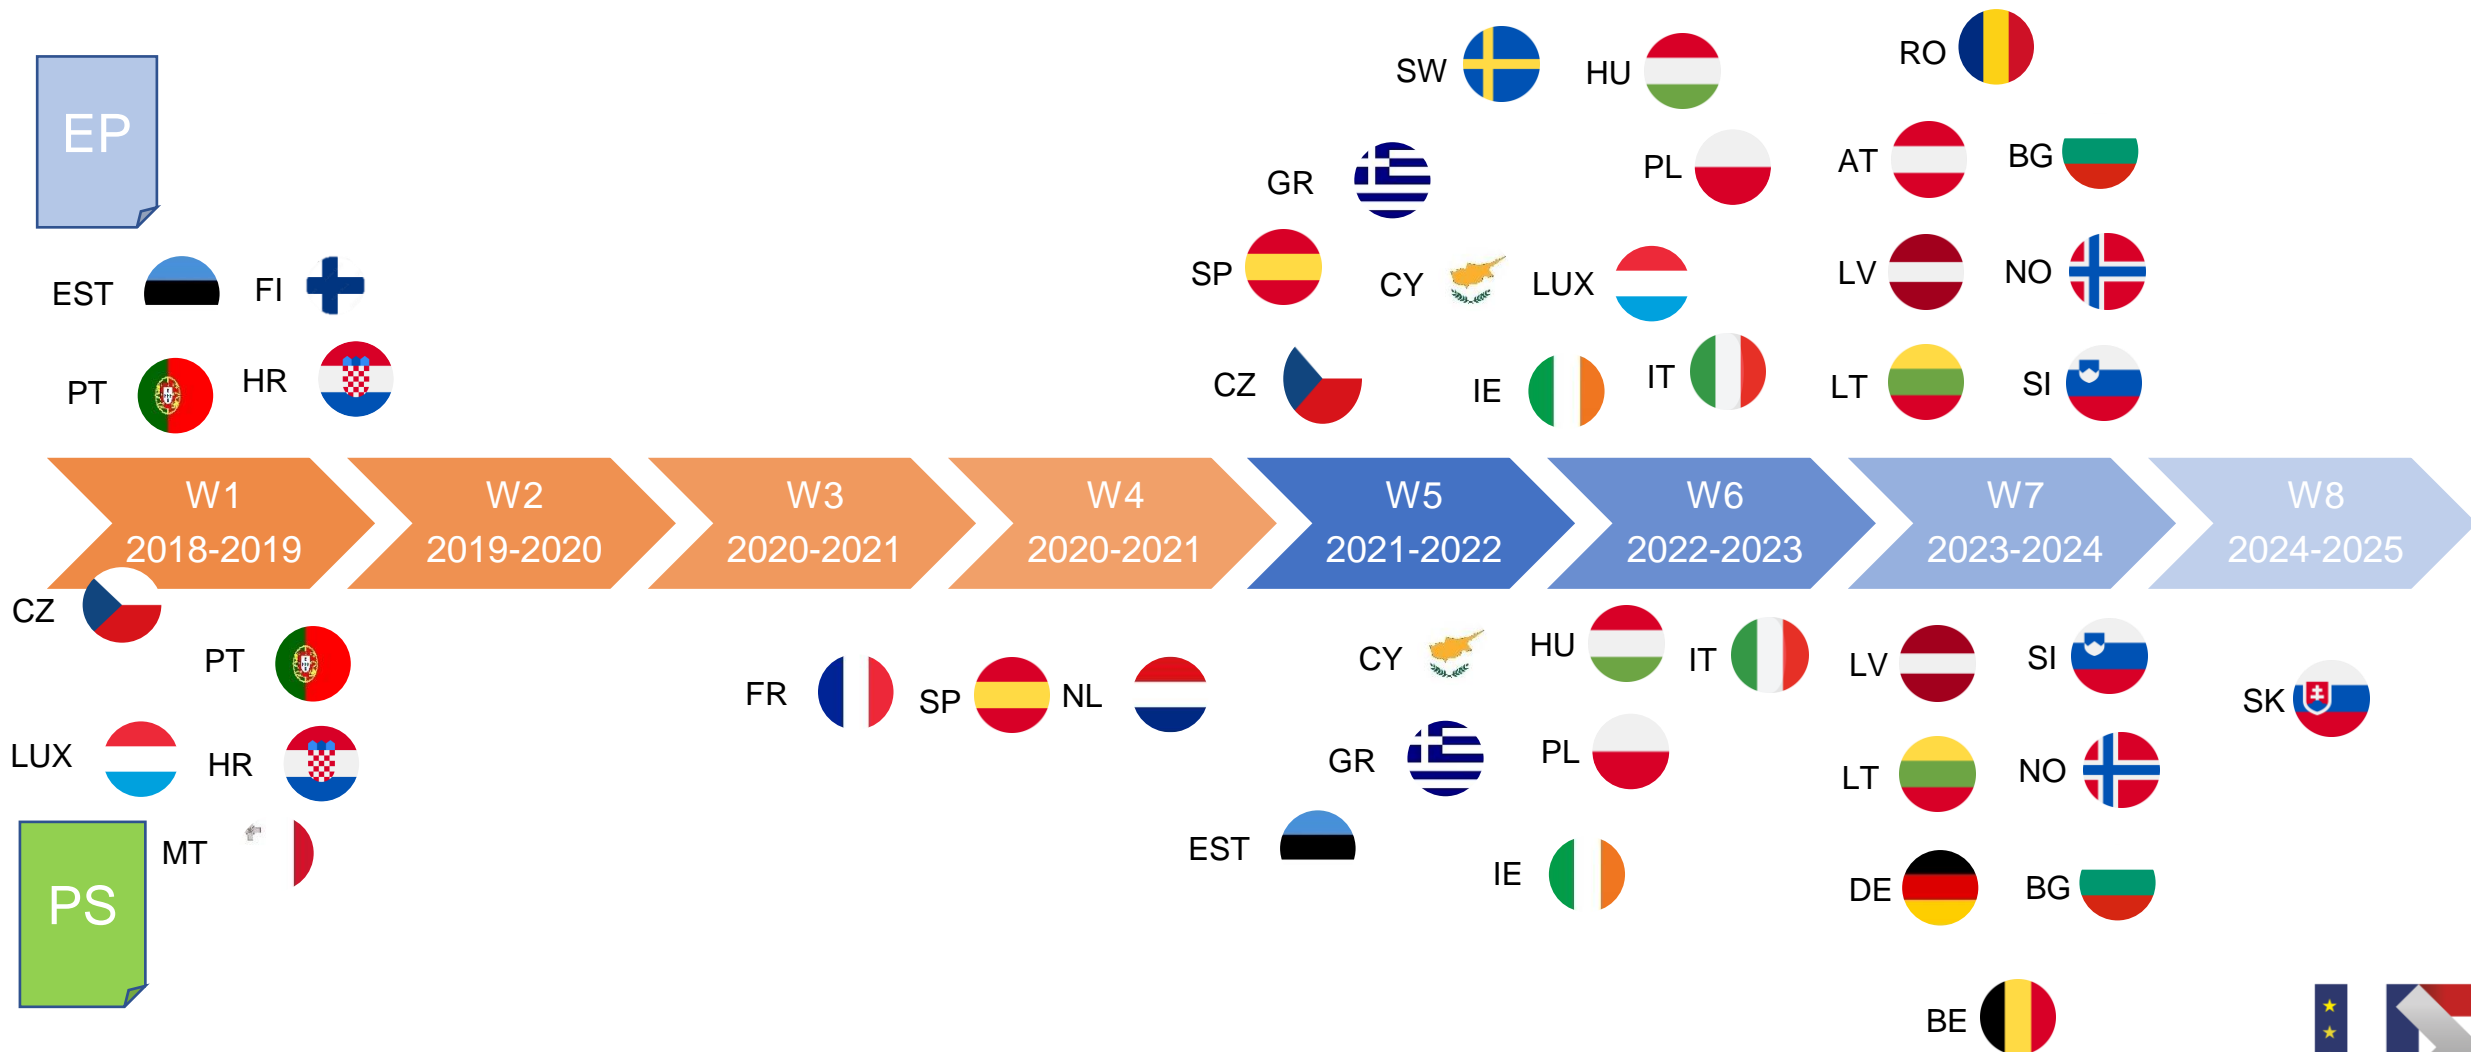 EP
SW
HU
RO
GR
PL
AT
BG
EST
FI
SP
CY
LUX
LV
NO
PT
HR
CZ
IE
IT
LT
SI
W1
2018-2019
W2
2019-2020
W3
2020-2021
W4
2020-2021
W5
2021-2022
W6
2022-2023
W7
2023-2024
W8
2024-2025
CZ
PT
LUX
HR
MT
PS
FR
SP
NL
CY
HU
IT
GR
PL
EST
IE
LV
SI
LT
NO
DE
BG
BE
SK